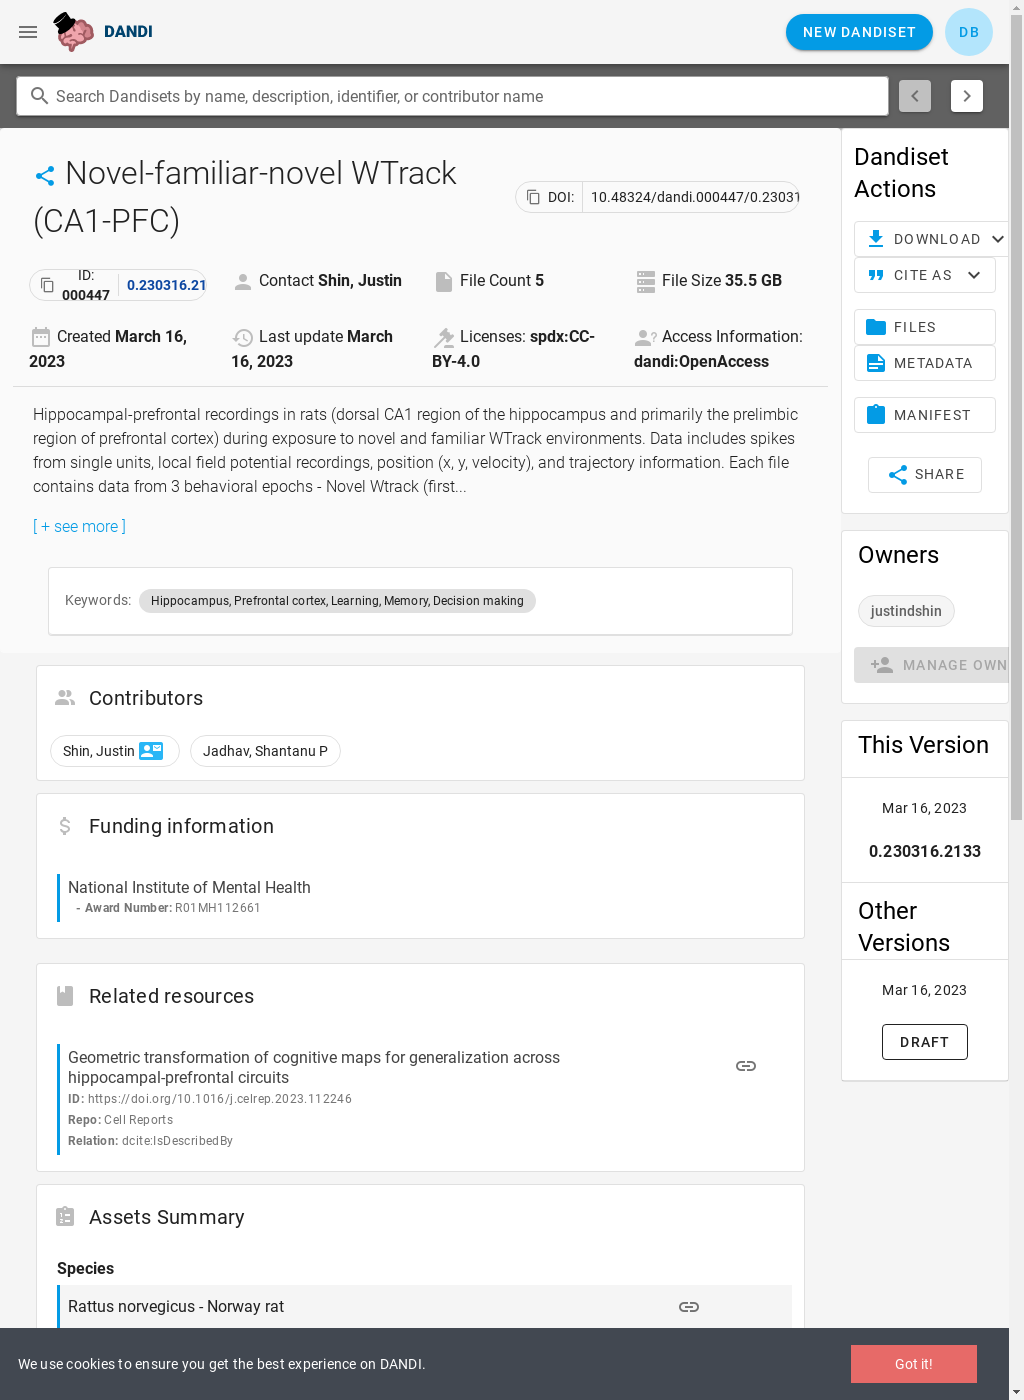 DANDI
NEW DANDISET
DB
Search Dandisets by name, description, identifier, or contributor name
Novel-familiar-novel WTrack
(CA1-PFC)
DOI: 10.48324/dandi.000447/0.23031
ID:
000447
0.230316.21
Contact Shin, Justin
File Count 5
File Size 35.5 GB
Created March 16,
2023
Last update March
16, 2023
Licenses: spdx:CC-
BY-4.0
Access Information:
dandi:OpenAccess
Hippocampal-prefrontal recordings in rats (dorsal CA1 region of the hippocampus and primarily the prelimbic
region of prefrontal cortex) during exposure to novel and familiar WTrack environments. Data includes spikes
from single units, local field potential recordings, position (x, y, velocity), and trajectory information. Each file
contains data from 3 behavioral epochs - Novel Wtrack (first...
[ + see more ]
Keywords: Hippocampus, Prefrontal cortex, Learning, Memory, Decision making
Contributors
Shin, Justin
Jadhav, Shantanu P
Funding information
National Institute of Mental Health
- Award Number: R01MH112661
Related resources
Geometric transformation of cognitive maps for generalization across
hippocampal-prefrontal circuits
ID: https://doi.org/10.1016/j.celrep.2023.112246
Repo: Cell Reports
Relation: dcite:IsDescribedBy
Assets Summary
Species
Rattus norvegicus - Norway rat
Dandiset
Actions
DOWNLOAD
CITE AS
FILES
METADATA
MANIFEST
SHARE
Owners
justindshin
MANAGE OWN
This Version
Mar 16, 2023
0.230316.2133
Other
Versions
Mar 16, 2023
DRAFT
We use cookies to ensure you get the best experience on DANDI.
Got it!